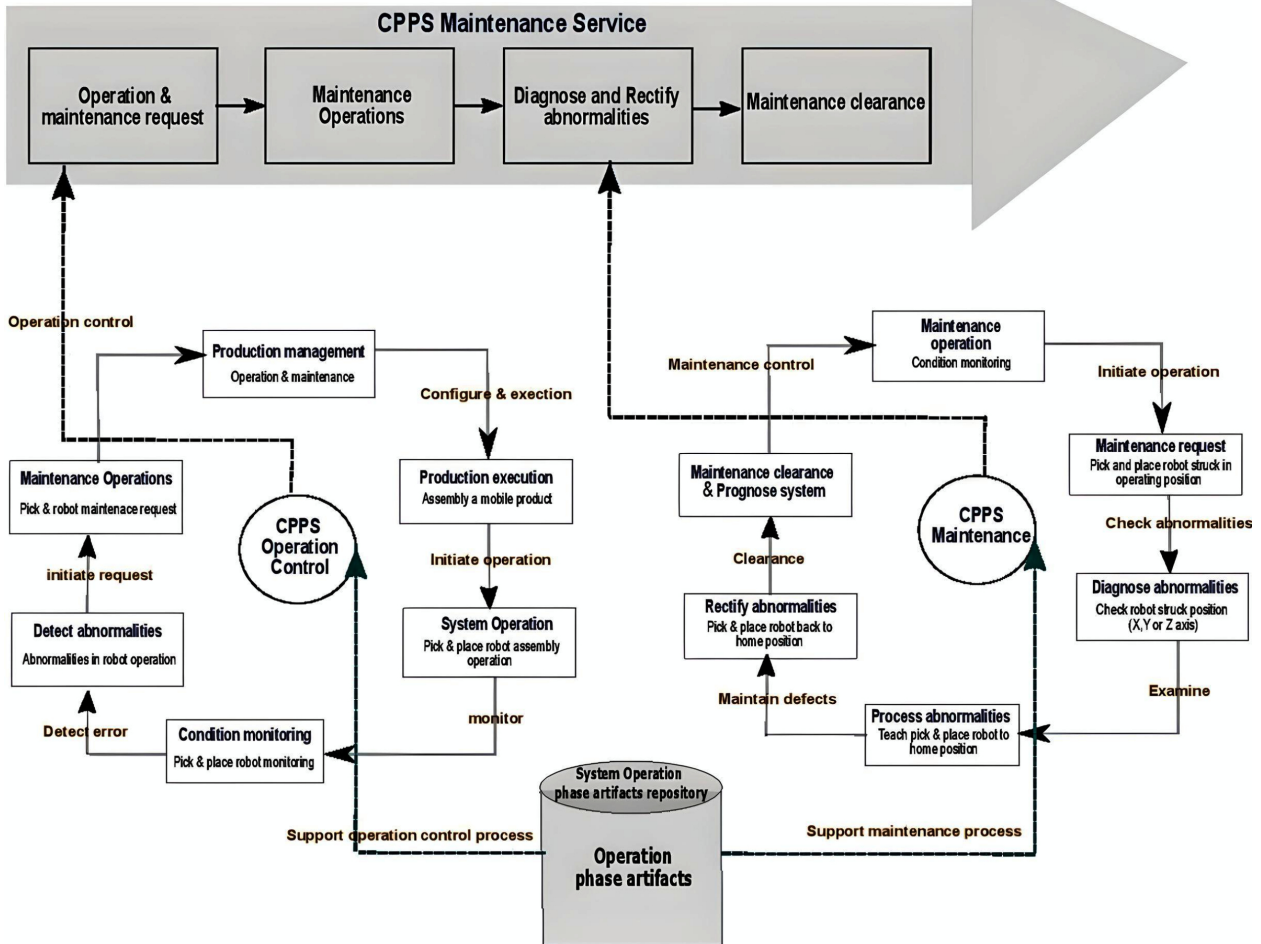 CPPS Maintenance Service
Operation &
maintenance request
Maintenance
Operations
Diagnose and Rectify
abnormalities
Maintenance clearance
Operation control
Production management
Operation & maintenance
Configure & exection
Maintenance Operations
Pick & robot maintenace request
Production execution
Assembly a mobile product
CPPS
Operation
Control
initiate request
Initiate operation
Detect abnormalities
Abnormalities in robot operation
System Operation
Pick & place robot assembly
operation
Detect error
Condition monitoring
Pick & place robot monitoring
monitor
Maintenance control
Maintenance
operation
Condition monitoring
Initiate operation
Maintenance clearance
& Prognose system
Maintenance request
Pick and place robot struck in
operating position
CPPS
Maintenance
Check abnormalities
Clearance
Diagnose abnormalities
Check robot struck position
(X,Y or Z axis)
Rectify abnormalities
Pick & place robot back to
home position
Examine
Maintain defects
Process abnormalities
Teach pick & place robot to
home position
System Operation
phase artifacts repository
Support operation control process
Support maintenance process
Operation
phase artifacts